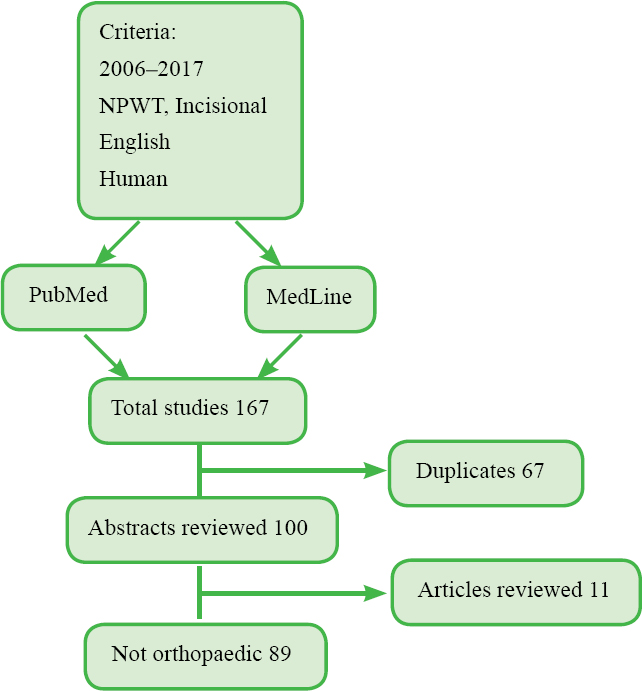 Criteria:
2006–2017
NPWT, Incisional
English
Human
PubMed
MedLine
Total studies 167
Duplicates 67
Abstracts reviewed 100
Articles reviewed 11
Not orthopaedic 89